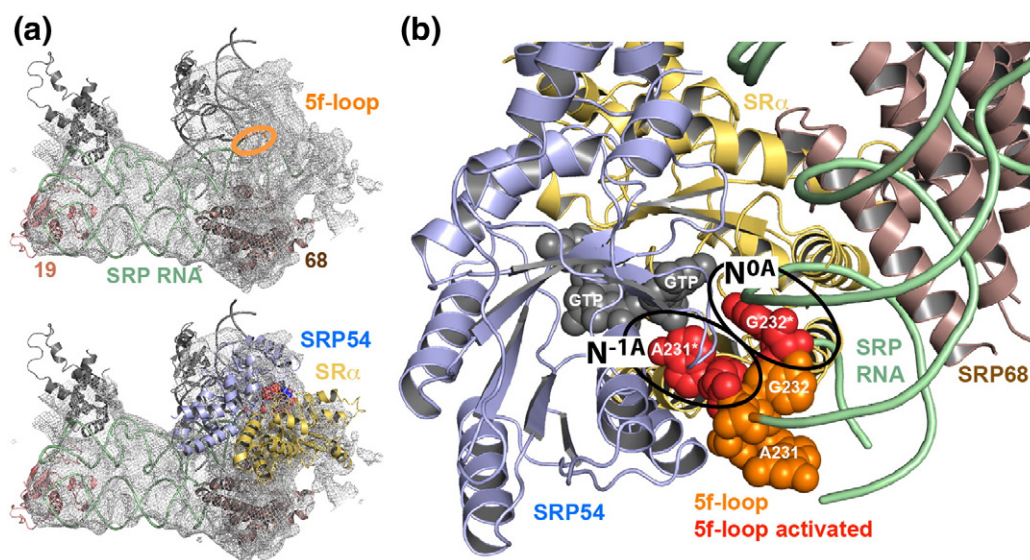 (a)
5f-loop
19
SRP RNA
68
SRP54
SRα
(b)
SRα
GTP
GTP
N0A
G232*
N-1A
A231*
G232
SRP
RNA
SRP68
A231
SRP54
5f-loop
5f-loop activated